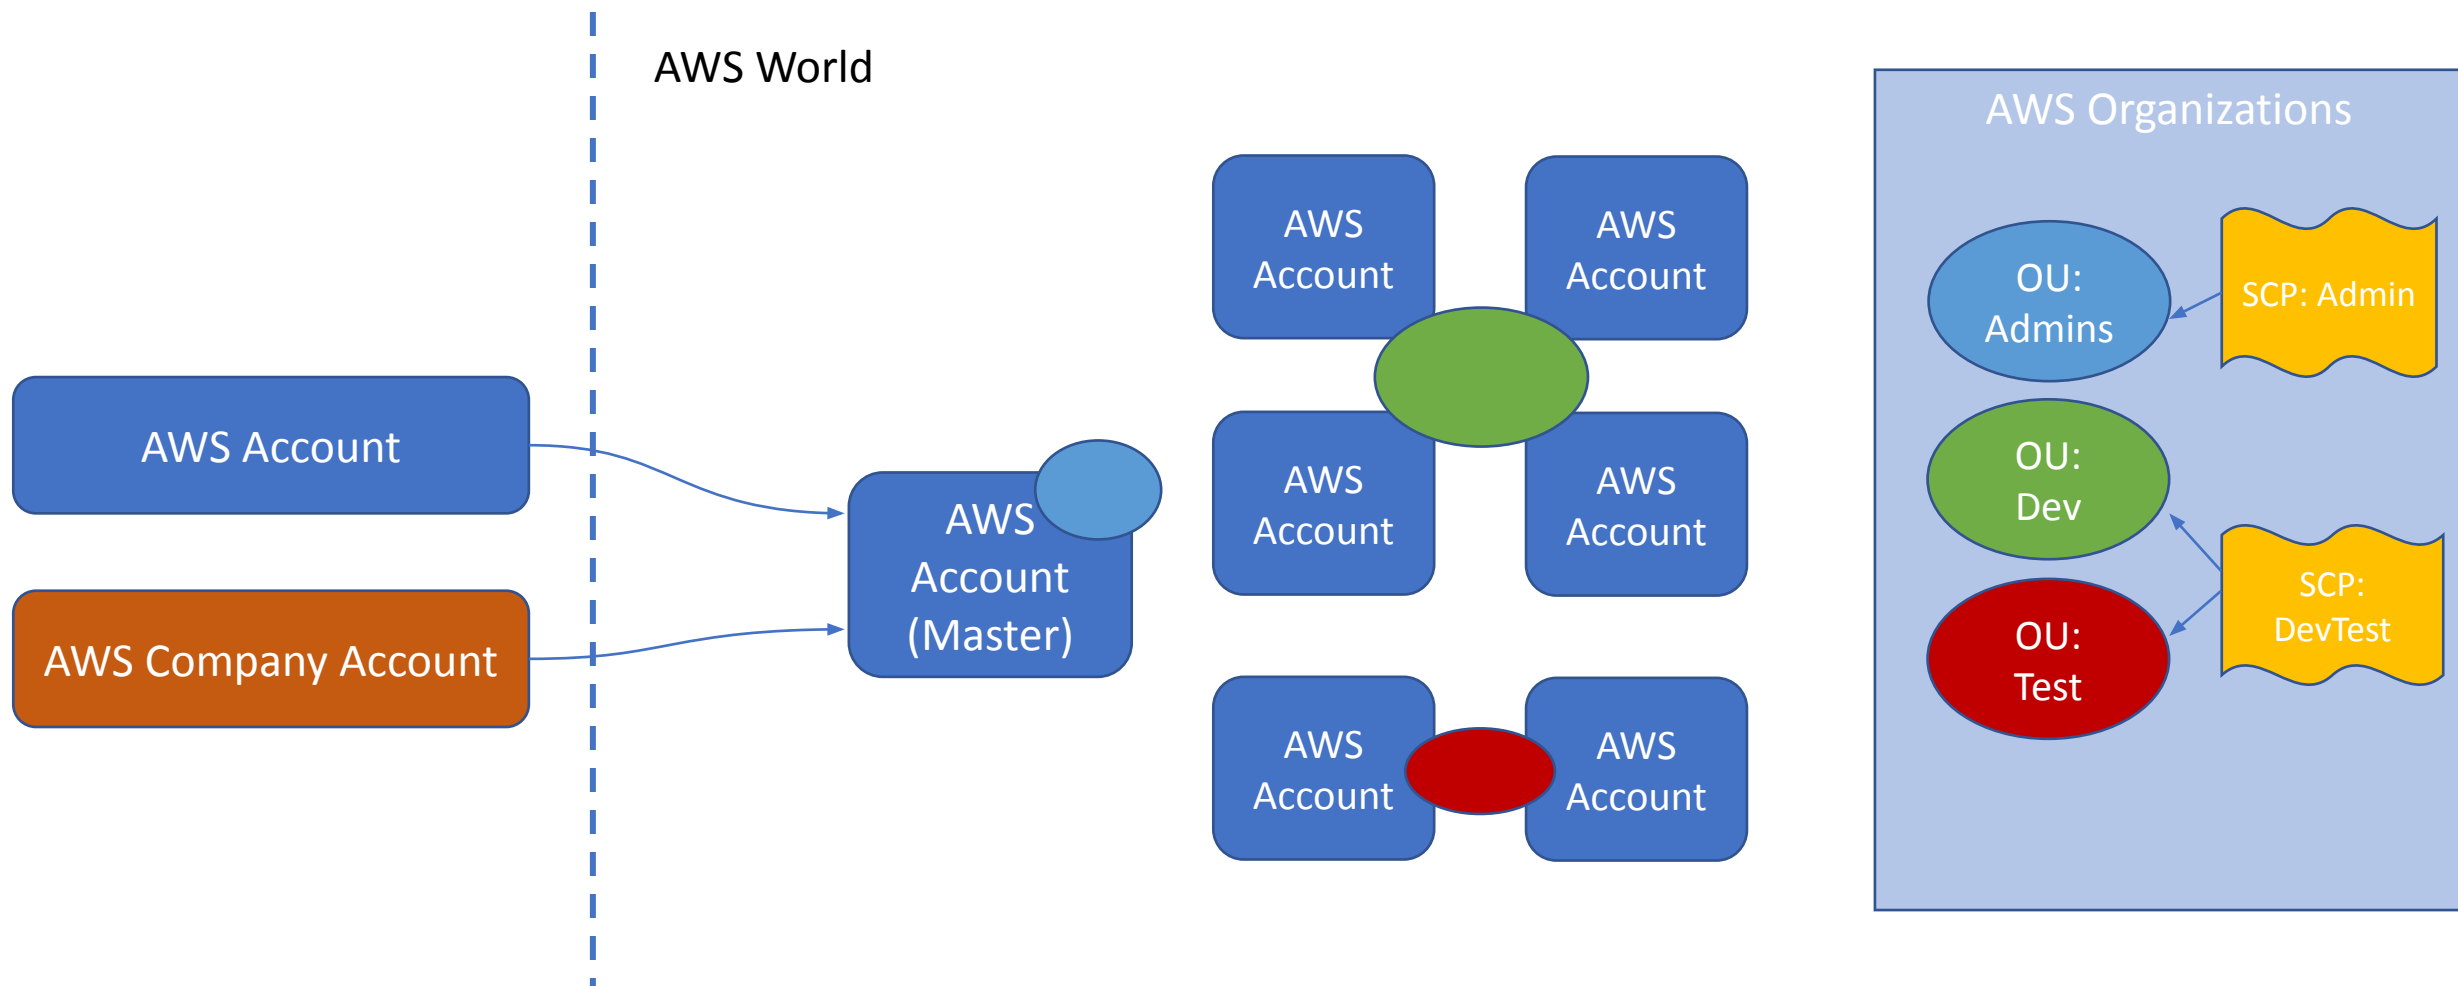 AWS World
AWS Account
AWS Company Account
AWS
Account
(Master)
AWS
Account
AWS
Account
AWS
Account
AWS
Account
AWS
Account
AWS
Account
AWS Organizations
OU:
Admins
SCP: Admin
OU:
Dev
OU:
Test
SCP:
DevTest